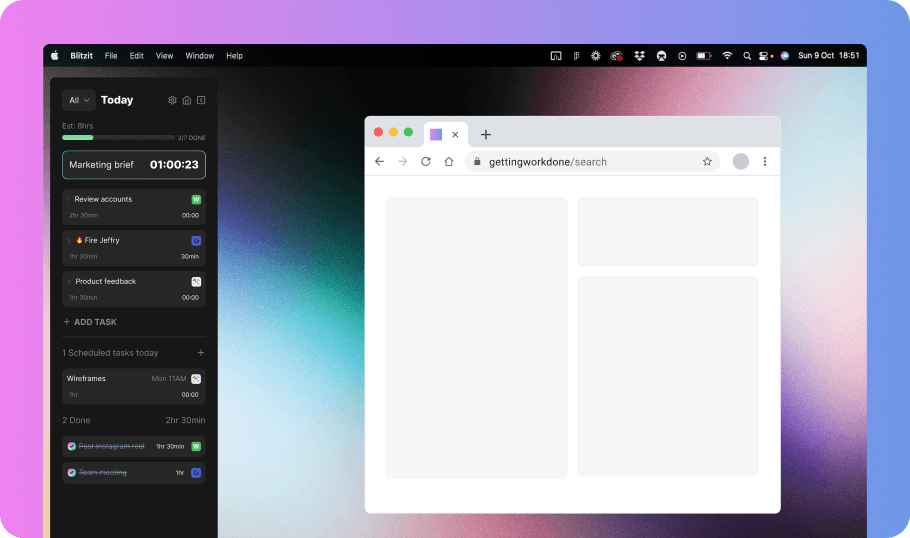 Blitzit File Edit View Window Help
Sun 9 Oct 18:51
All Today
Est: 8hrs
2/7 DONE
Marketing brief 01:00:23
Review accounts W
2hr 30min 00:00
🔥 Fire Jeffry
1hr 30min 30min
Product feedback
1hr 30min 00:00
+ ADD TASK
1 Scheduled tasks today +
Wireframes Mon 11AM
1hr 00:00
2 Done 2hr 30min
Post Instagram reel 1hr 30min W
Team meeting 1hr
gettingworkdone/search